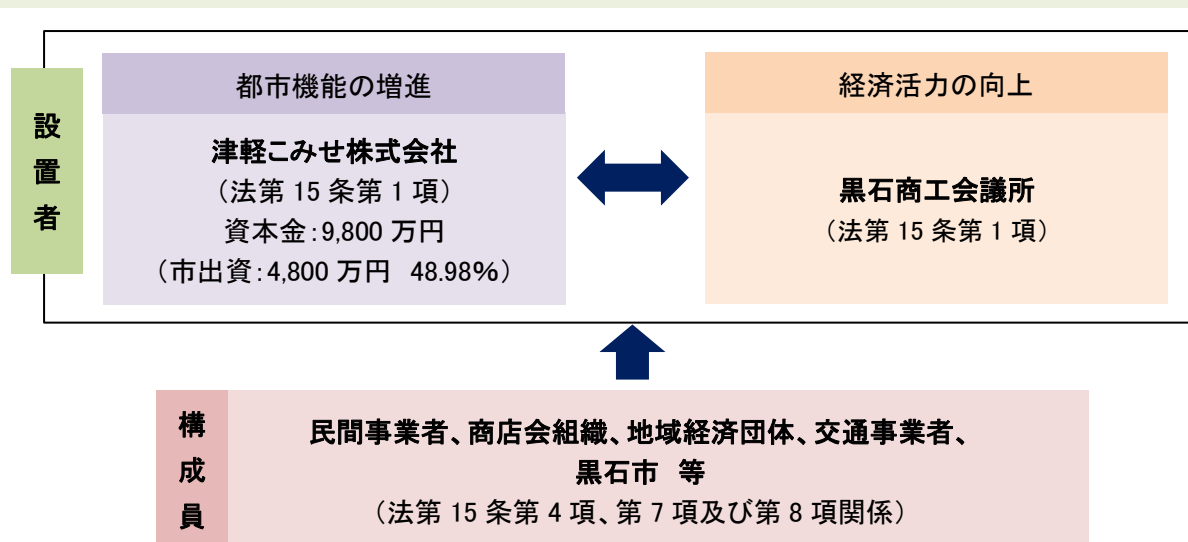 設置者
都市機能の増進
津軽こみせ株式会社
（法第 15 条第 1 項）
資本金：9,800 万円
（市出資：4,800 万円 48.98％）
経済活力の向上
黒石商工会議所
（法第 15 条第 1 項）
構成員
民間事業者、商店会組織、地域経済団体、交通事業者、
黒石市 等
（法第 15 条第 4 項、第 7 項及び第 8 項関係）